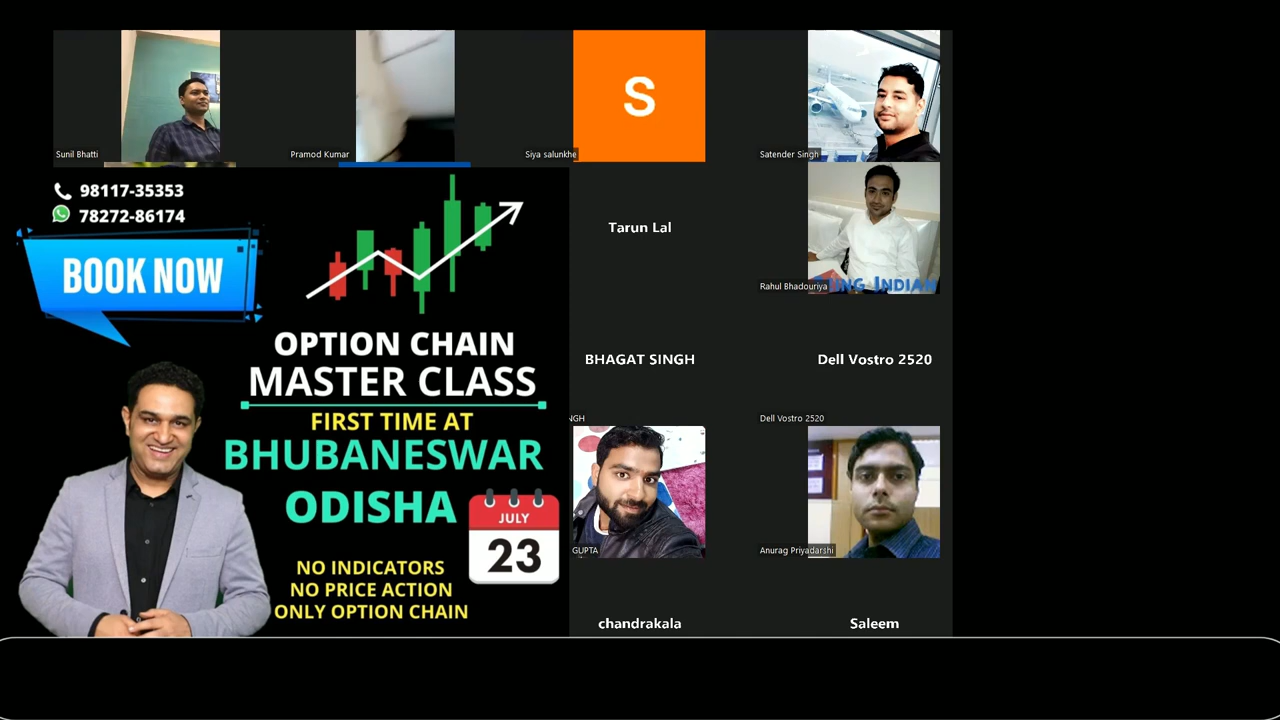 Sunil Bhatti
Pramod Kumar
Siya salunkhe
S
Satender Singh
98117-35353
78272-86174
BOOK NOW
OPTION CHAIN
MASTER CLASS
FIRST TIME AT
BHUBANESWAR
ODISHA
JULY
23
NO INDICATORS
NO PRICE ACTION
ONLY OPTION CHAIN
Tarun Lal
Rahul Bhadouriya
INDIAN
BHAGAT SINGH
Dell Vostro 2520
NGH
Dell Vostro 2520
GUPTA
Anurag Priyadarshi
chandrakala
Saleem